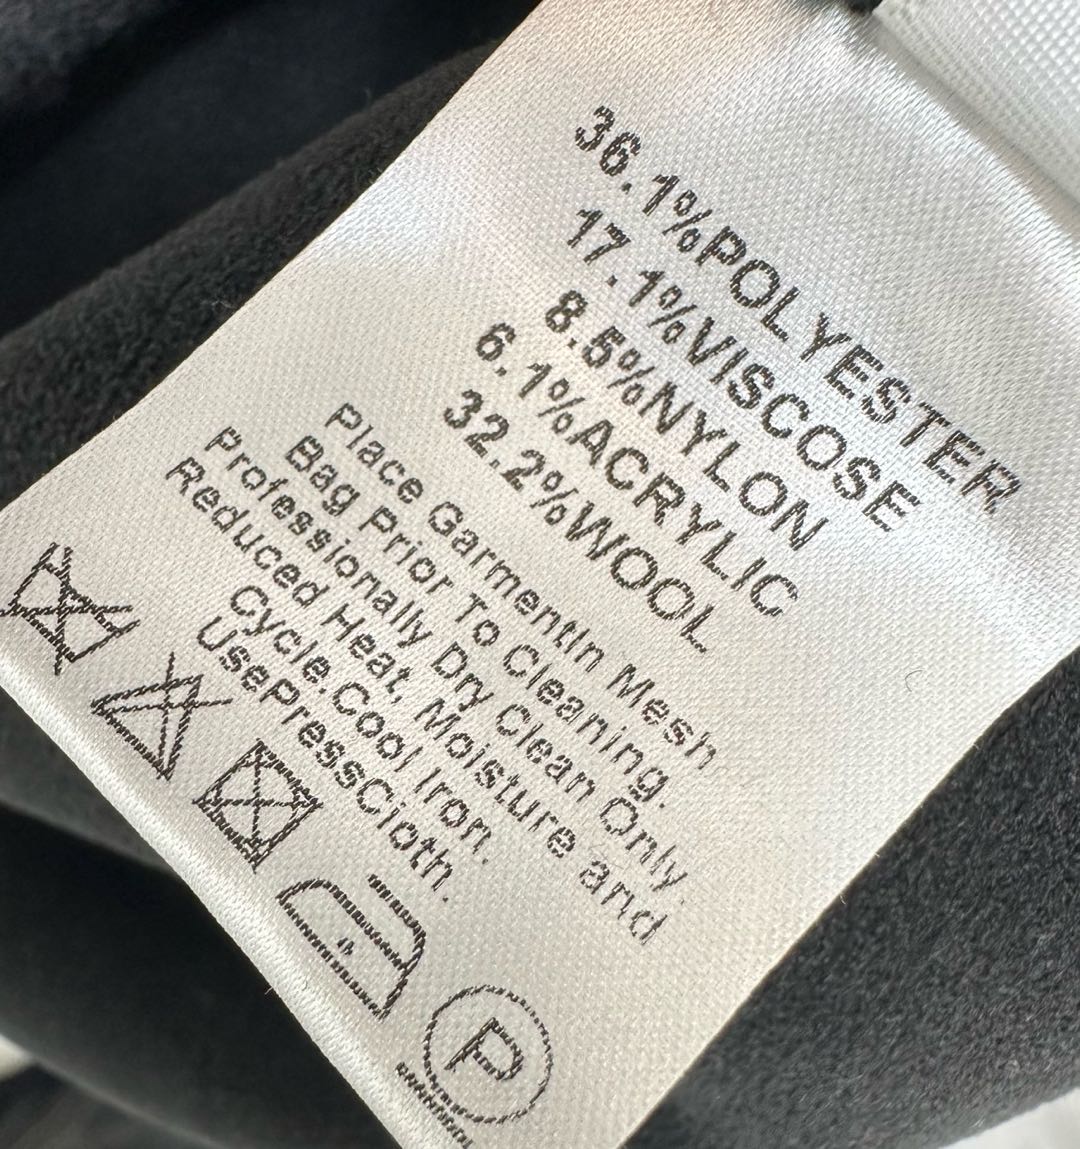 36.1%POLYESTER
17.1%VISCOSE
8.5%NYLON
6.1%ACRYLIC
32.2%WOOL
Place GarmentIn Mesh
Bag Prior To Cleaning.
Professionally Dry Clean Only.
Reduced Heat, Moisture and
Cycle.Cool Iron.
UsePressCloth.
P